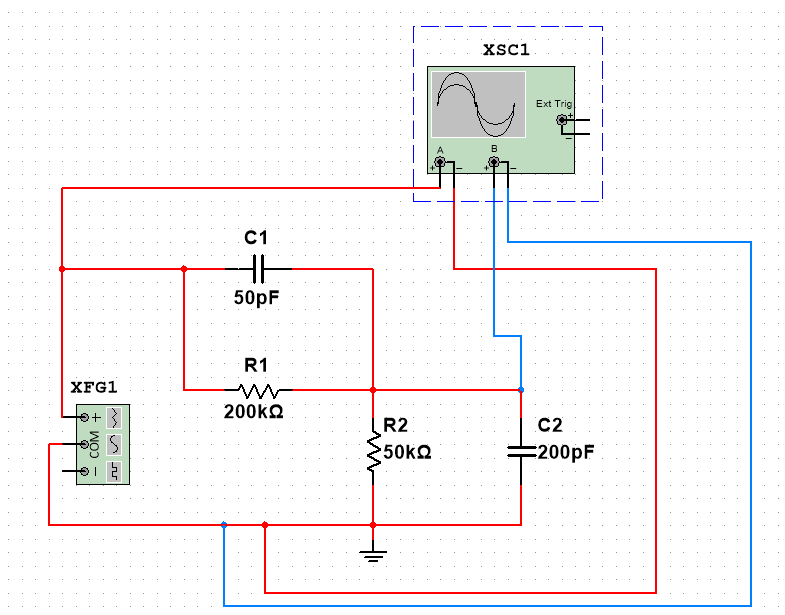 XSC1
Ext Trig
+
−
A
B
+
−
+
−
C1
50pF
R1
200kΩ
XFG1
+
COM
−
R2
50kΩ
C2
200pF